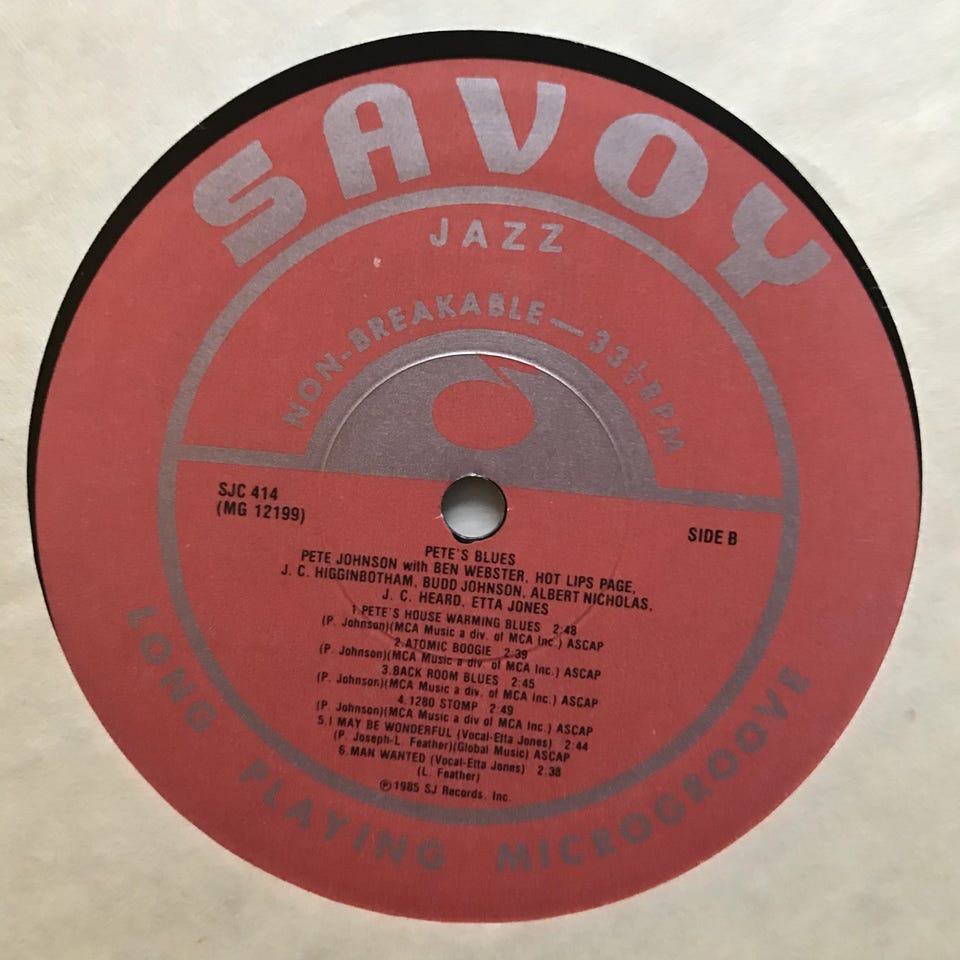 SAVOY
JAZZ
NON-BREAKABLE—33⅓ RPM
SJC 414
(MG 12199)
SIDE B
PETE'S BLUES
PETE JOHNSON with BEN WEBSTER, HOT LIPS PAGE,
J. C. HIGGINBOTHAM, BUDD JOHNSON, ALBERT NICHOLAS,
J. C. HEARD, ETTA JONES
1.PETE'S HOUSE WARMING BLUES 2:48
(P. Johnson)(MCA Music a div. of MCA Inc.) ASCAP
2.ATOMIC BOOGIE 2:39
(P. Johnson)(MCA Music a div. of MCA Inc.) ASCAP
3.BACK ROOM BLUES 2:45
(P. Johnson)(MCA Music a div. of MCA Inc.) ASCAP
4.1280 STOMP 2:49
(P. Johnson)(MCA Music a div of MCA Inc.) ASCAP
5.I MAY BE WONDERFUL (Vocal-Etta Jones) 2:44
(P. Joseph-L. Feather)(Global Music) ASCAP
6.MAN WANTED (Vocal-Etta Jones) 2:38
(L. Feather)
℗1985 SJ Records, Inc.
LONG PLAYING MICROGROOVE